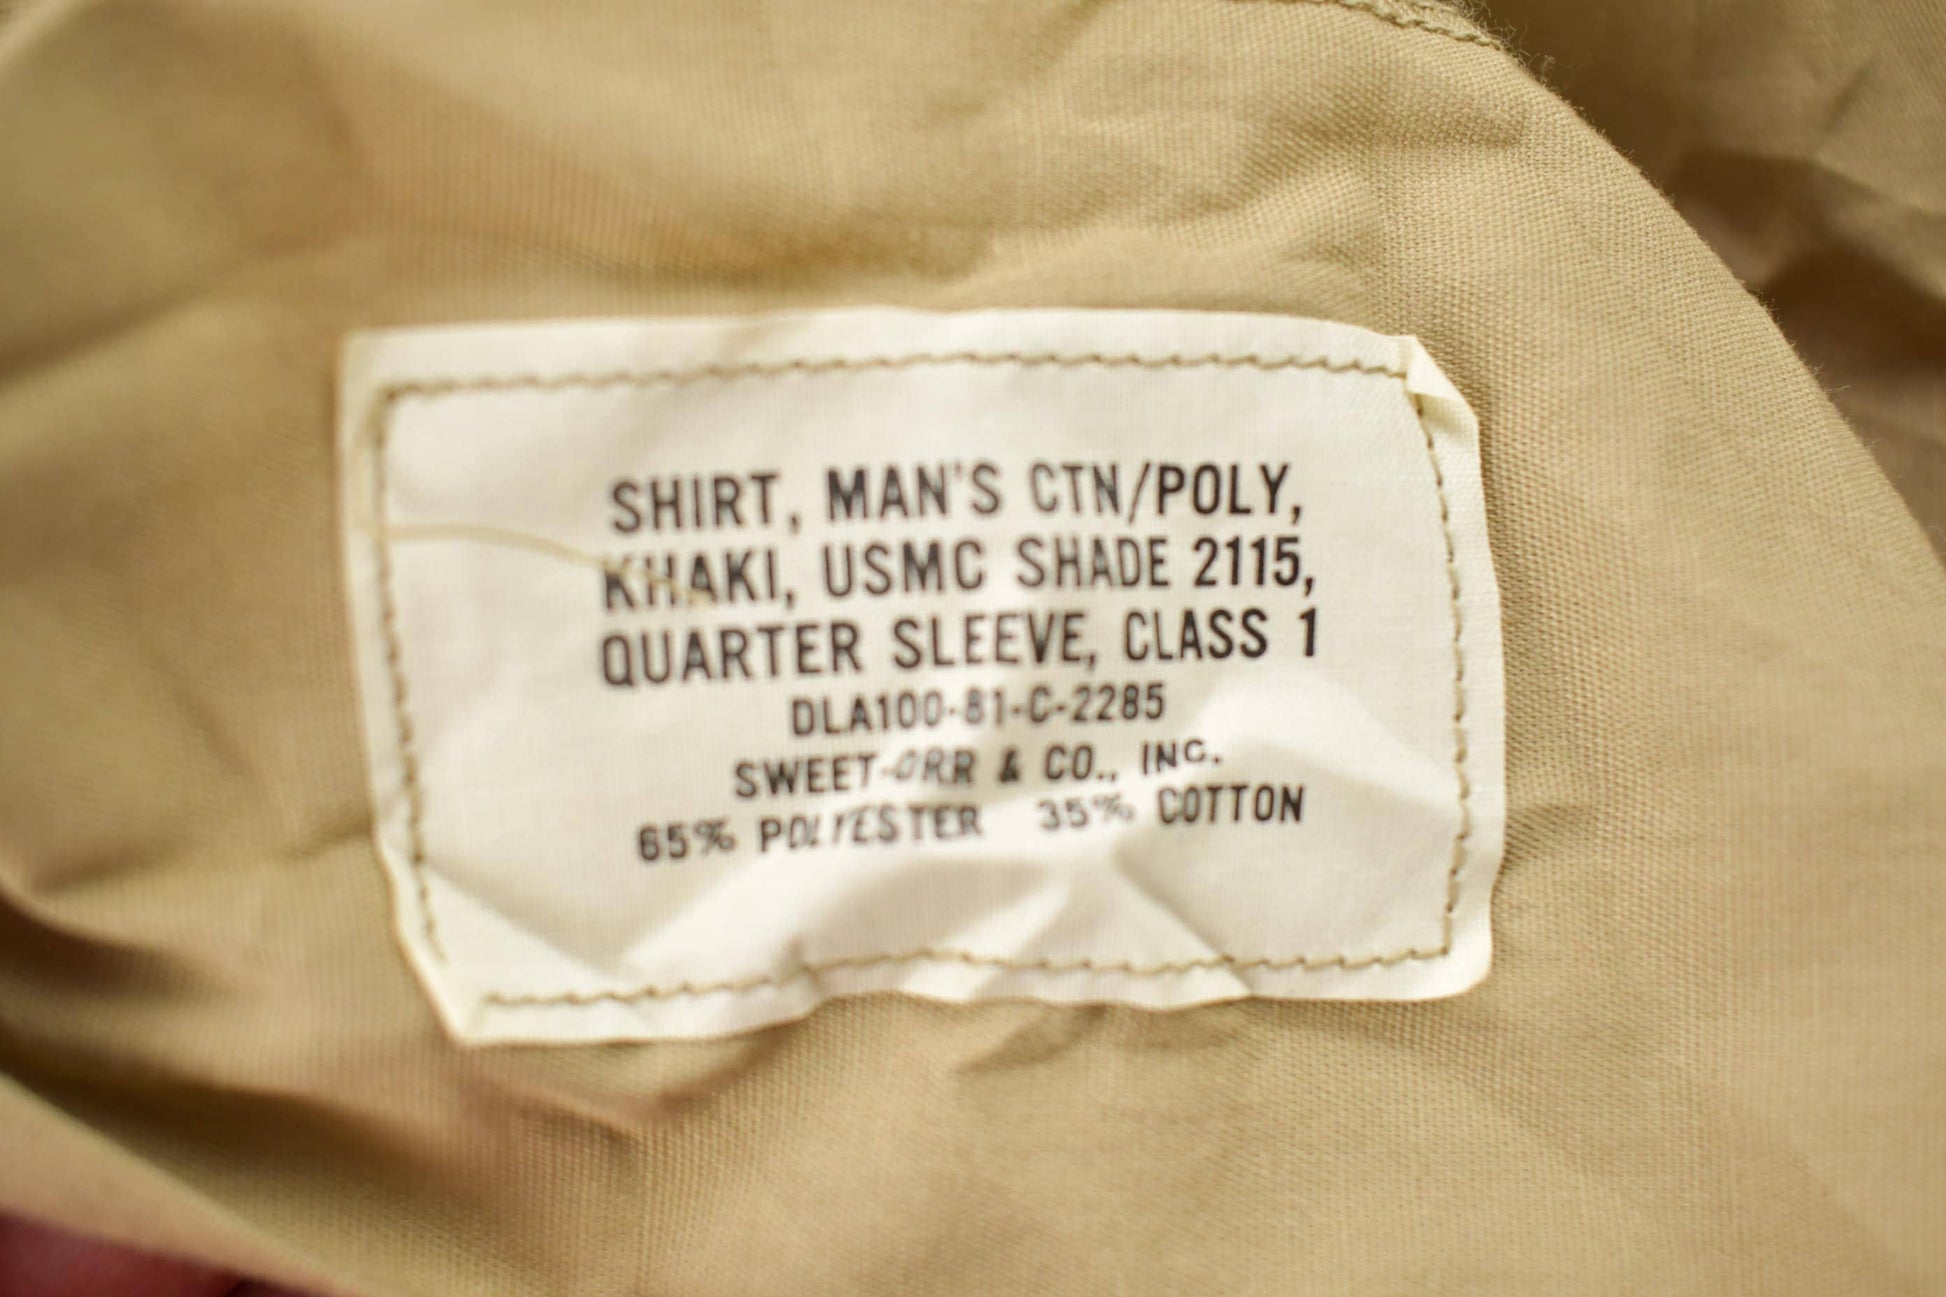 SHIRT, MAN'S CTN/POLY,
KHAKI, USMC SHADE 2115,
QUARTER SLEEVE, CLASS 1
DLA100-81-C-2285
SWEET-ORR & CO., INC.
65% POLYESTER 35% COTTON